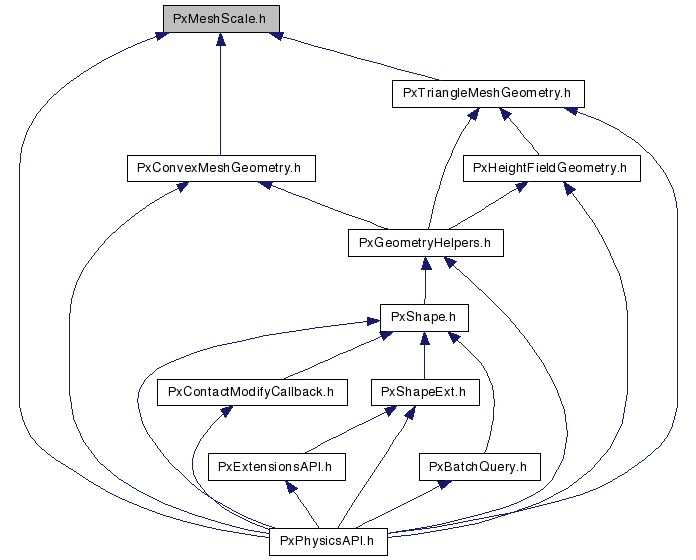 PxMeshScale.h
PxTriangleMeshGeometry.h
PxConvexMeshGeometry.h
PxHeightFieldGeometry.h
PxGeometryHelpers.h
PxShape.h
PxContactModifyCallback.h
PxShapeExt.h
PxExtensionsAPI.h
PxBatchQuery.h
PxPhysicsAPI.h